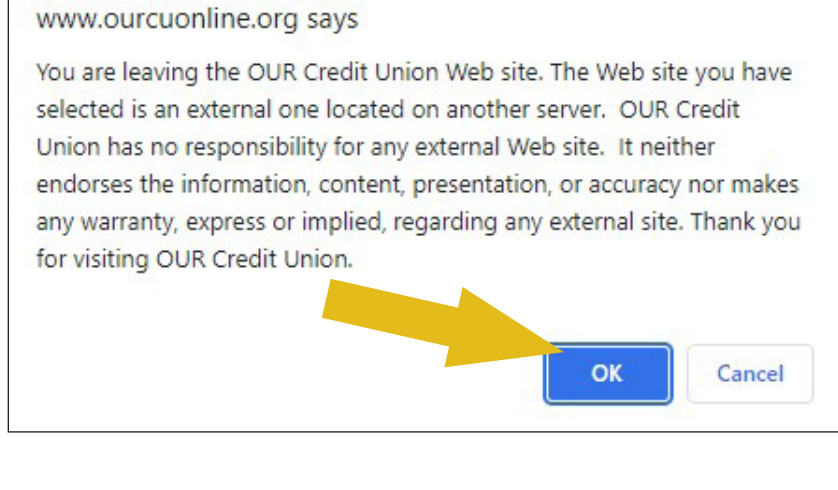 www.ourcuonline.org says
You are leaving the OUR Credit Union Web site. The Web site you have
selected is an external one located on another server.  OUR Credit
Union has no responsibility for any external Web site.  It neither
endorses the information, content, presentation, or accuracy nor makes
any warranty, express or implied, regarding any external site. Thank you
for visiting OUR Credit Union.
OK Cancel